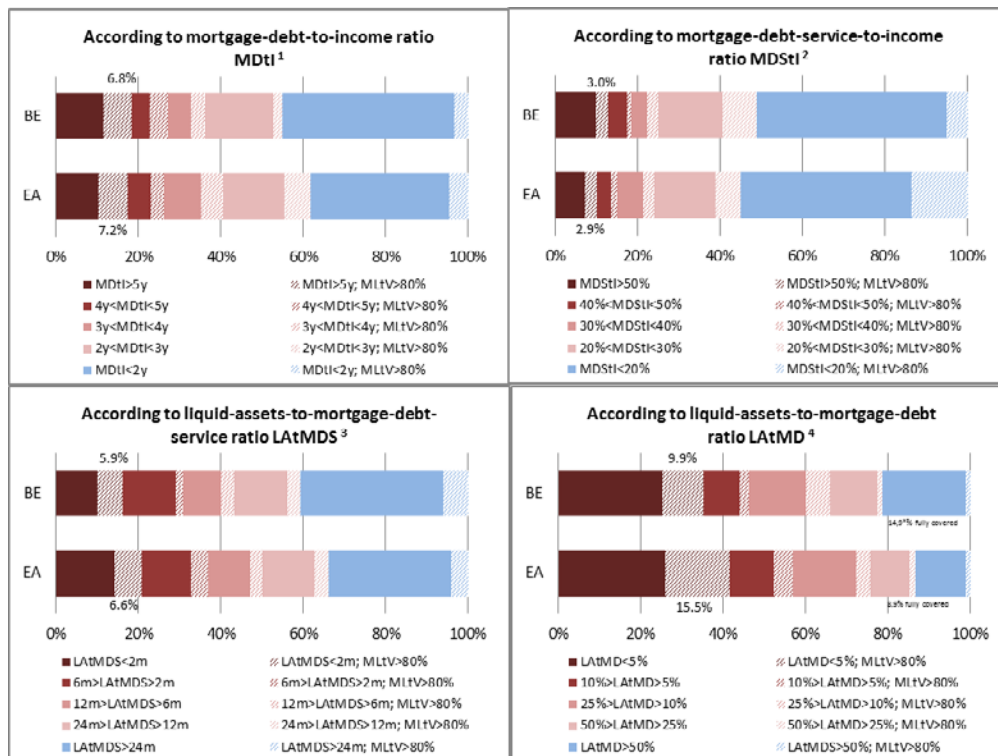 According to mortgage-debt-to-income ratio
MDtI ¹
6.8%
BE
EA
7.2%
0% 20% 40% 60% 80% 100%
MDtI>5y MDtI>5y; MLtV>80%
4y<MDtI<5y 4y<MDtI<5y; MLtV>80%
3y<MDtI<4y 3y<MDtI<4y; MLtV>80%
2y<MDtI<3y 2y<MDtI<3y; MLtV>80%
MDtI<2y MDtI<2y; MLtV>80%
According to mortgage-debt-service-to-income
ratio MDStI ²
3.0%
BE
EA
2.9%
0% 20% 40% 60% 80% 100%
MDStI>50% MDStI>50%; MLtV>80%
40%<MDStI<50% 40%<MDStI<50%; MLtV>80%
30%<MDStI<40% 30%<MDStI<40%; MLtV>80%
20%<MDStI<30% 20%<MDStI<30%; MLtV>80%
MDStI<20% MDStI<20%; MLtV>80%
According to liquid-assets-to-mortgage-debt-
service ratio LAtMDS ³
5.9%
BE
EA
6.6%
0% 20% 40% 60% 80% 100%
LAtMDS<2m LAtMDS<2m; MLtV>80%
6m>LAtMDS>2m 6m>LAtMDS>2m; MLtV>80%
12m>LAtMDS>6m 12m>LAtMDS>6m; MLtV>80%
24m>LAtMDS>12m 24m>LAtMDS>12m; MLtV>80%
LAtMDS>24m LAtMDS>24m; MLtV>80%
According to liquid-assets-to-mortgage-debt
ratio LAtMD ⁴
9.9%
BE
fully covered
EA
15.5%
fully covered
0% 20% 40% 60% 80% 100%
LAtMD<5% LAtMD<5%; MLtV>80%
10%>LAtMD>5% 10%>LAtMD>5%; MLtV>80%
25%>LAtMD>10% 25%>LAtMD>10%; MLtV>80%
50%>LAtMD>25% 50%>LAtMD>25%; MLtV>80%
LAtMD>50% LAtMDS>50%; MLtV>80%